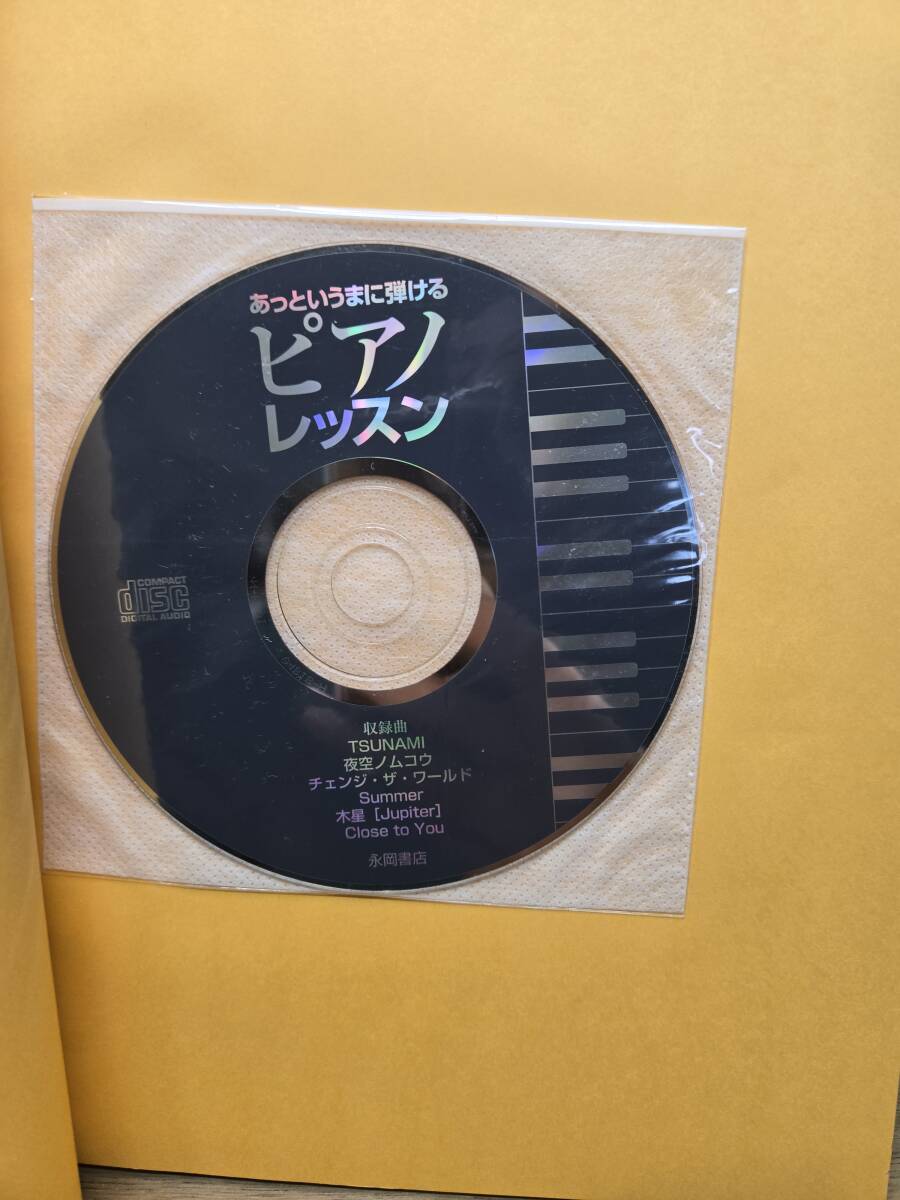 あっというまに弾ける
ピアノ
レッスン
COMPACT
disc
DIGITAL AUDIO
収録曲
TSUNAMI
夜空ノムコウ
チェンジ・ザ・ワールド
Summer
木星［Jupiter］
Close to You
永岡書店